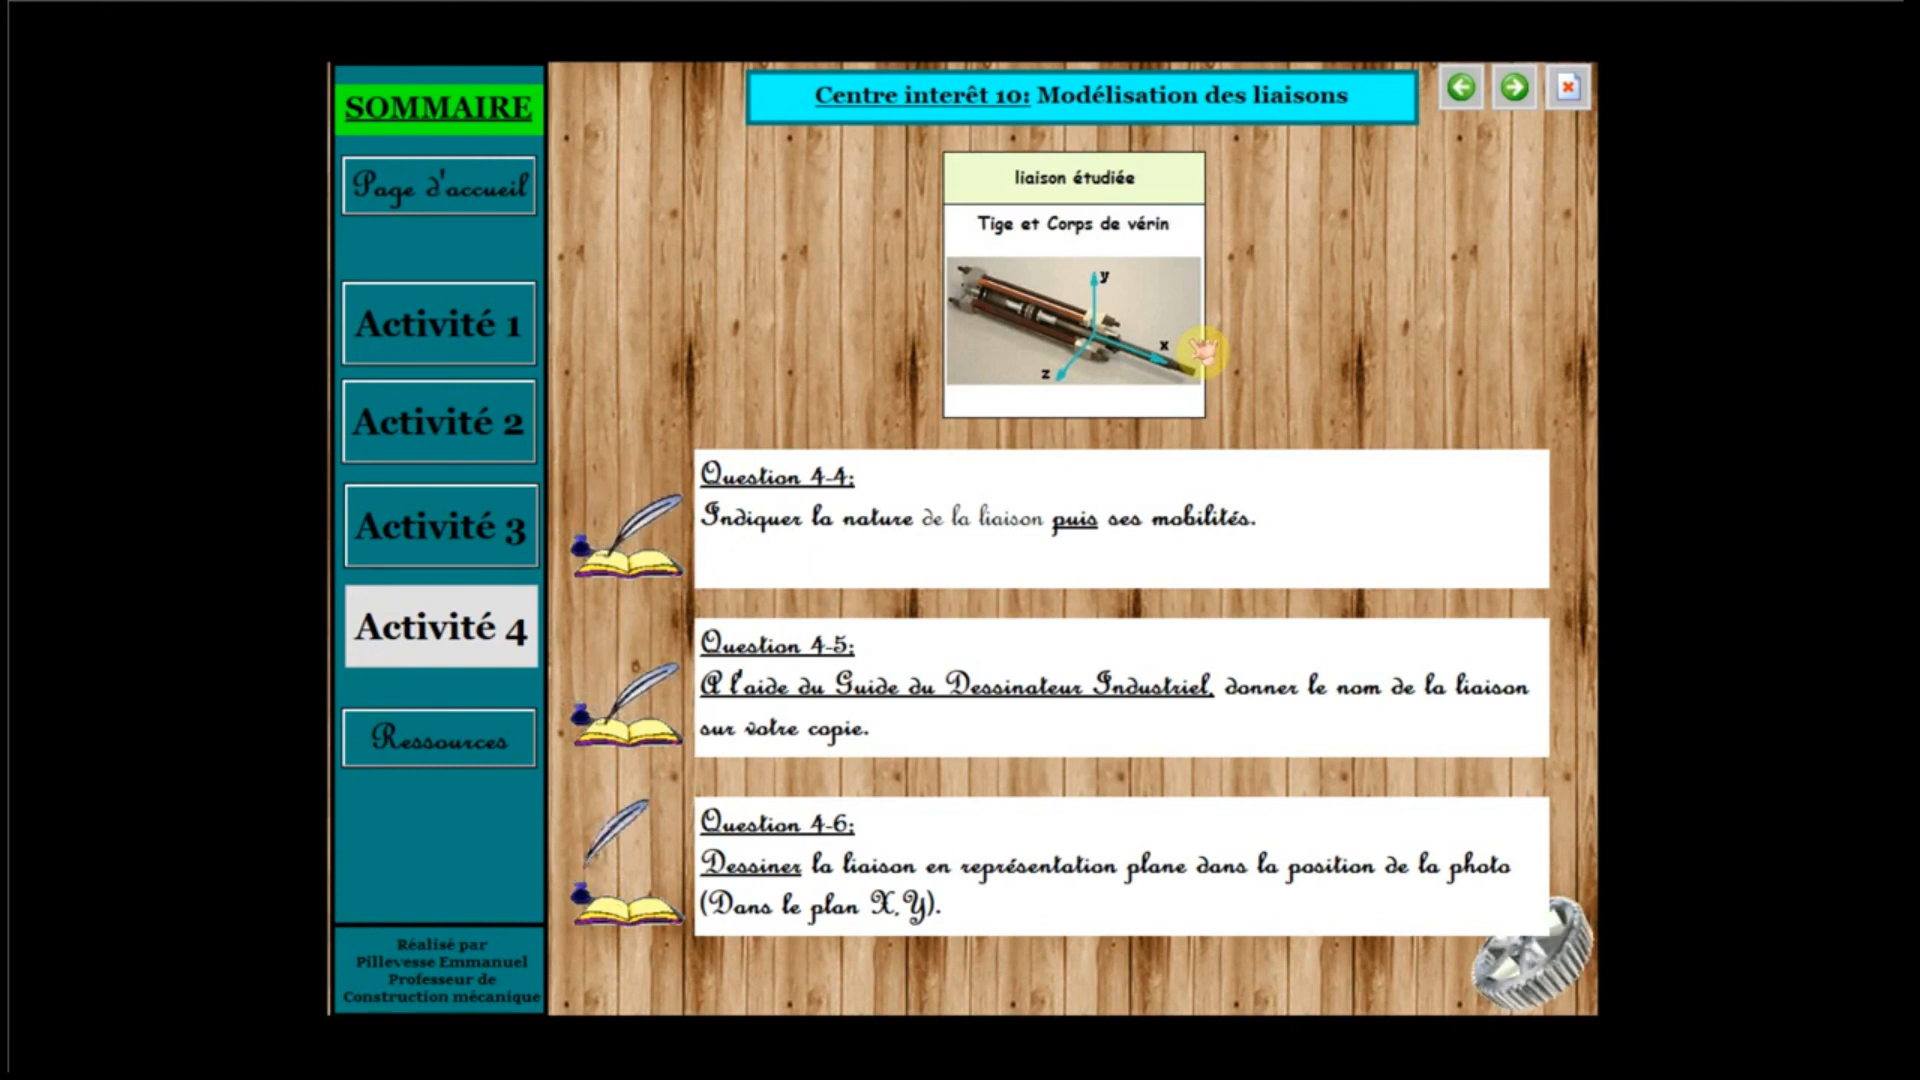 SOMMAIRE
Page d'accueil
Activité 1
Activité 2
Activité 3
Activité 4
Ressources
Réalisé par
Pillevesse Emmanuel
Professeur de
Construction mécanique
Centre interêt 10: Modélisation des liaisons
liaison étudiée
Tige et Corps de vérin
y
x
z
Question 4-4:
Indiquer la nature de la liaison puis ses mobilités.
Question 4-5:
A l'aide du Guide du Dessinateur Industriel, donner le nom de la liaison
sur votre copie.
Question 4-6:
Dessiner la liaison en représentation plane dans la position de la photo
(Dans le plan X,Y).